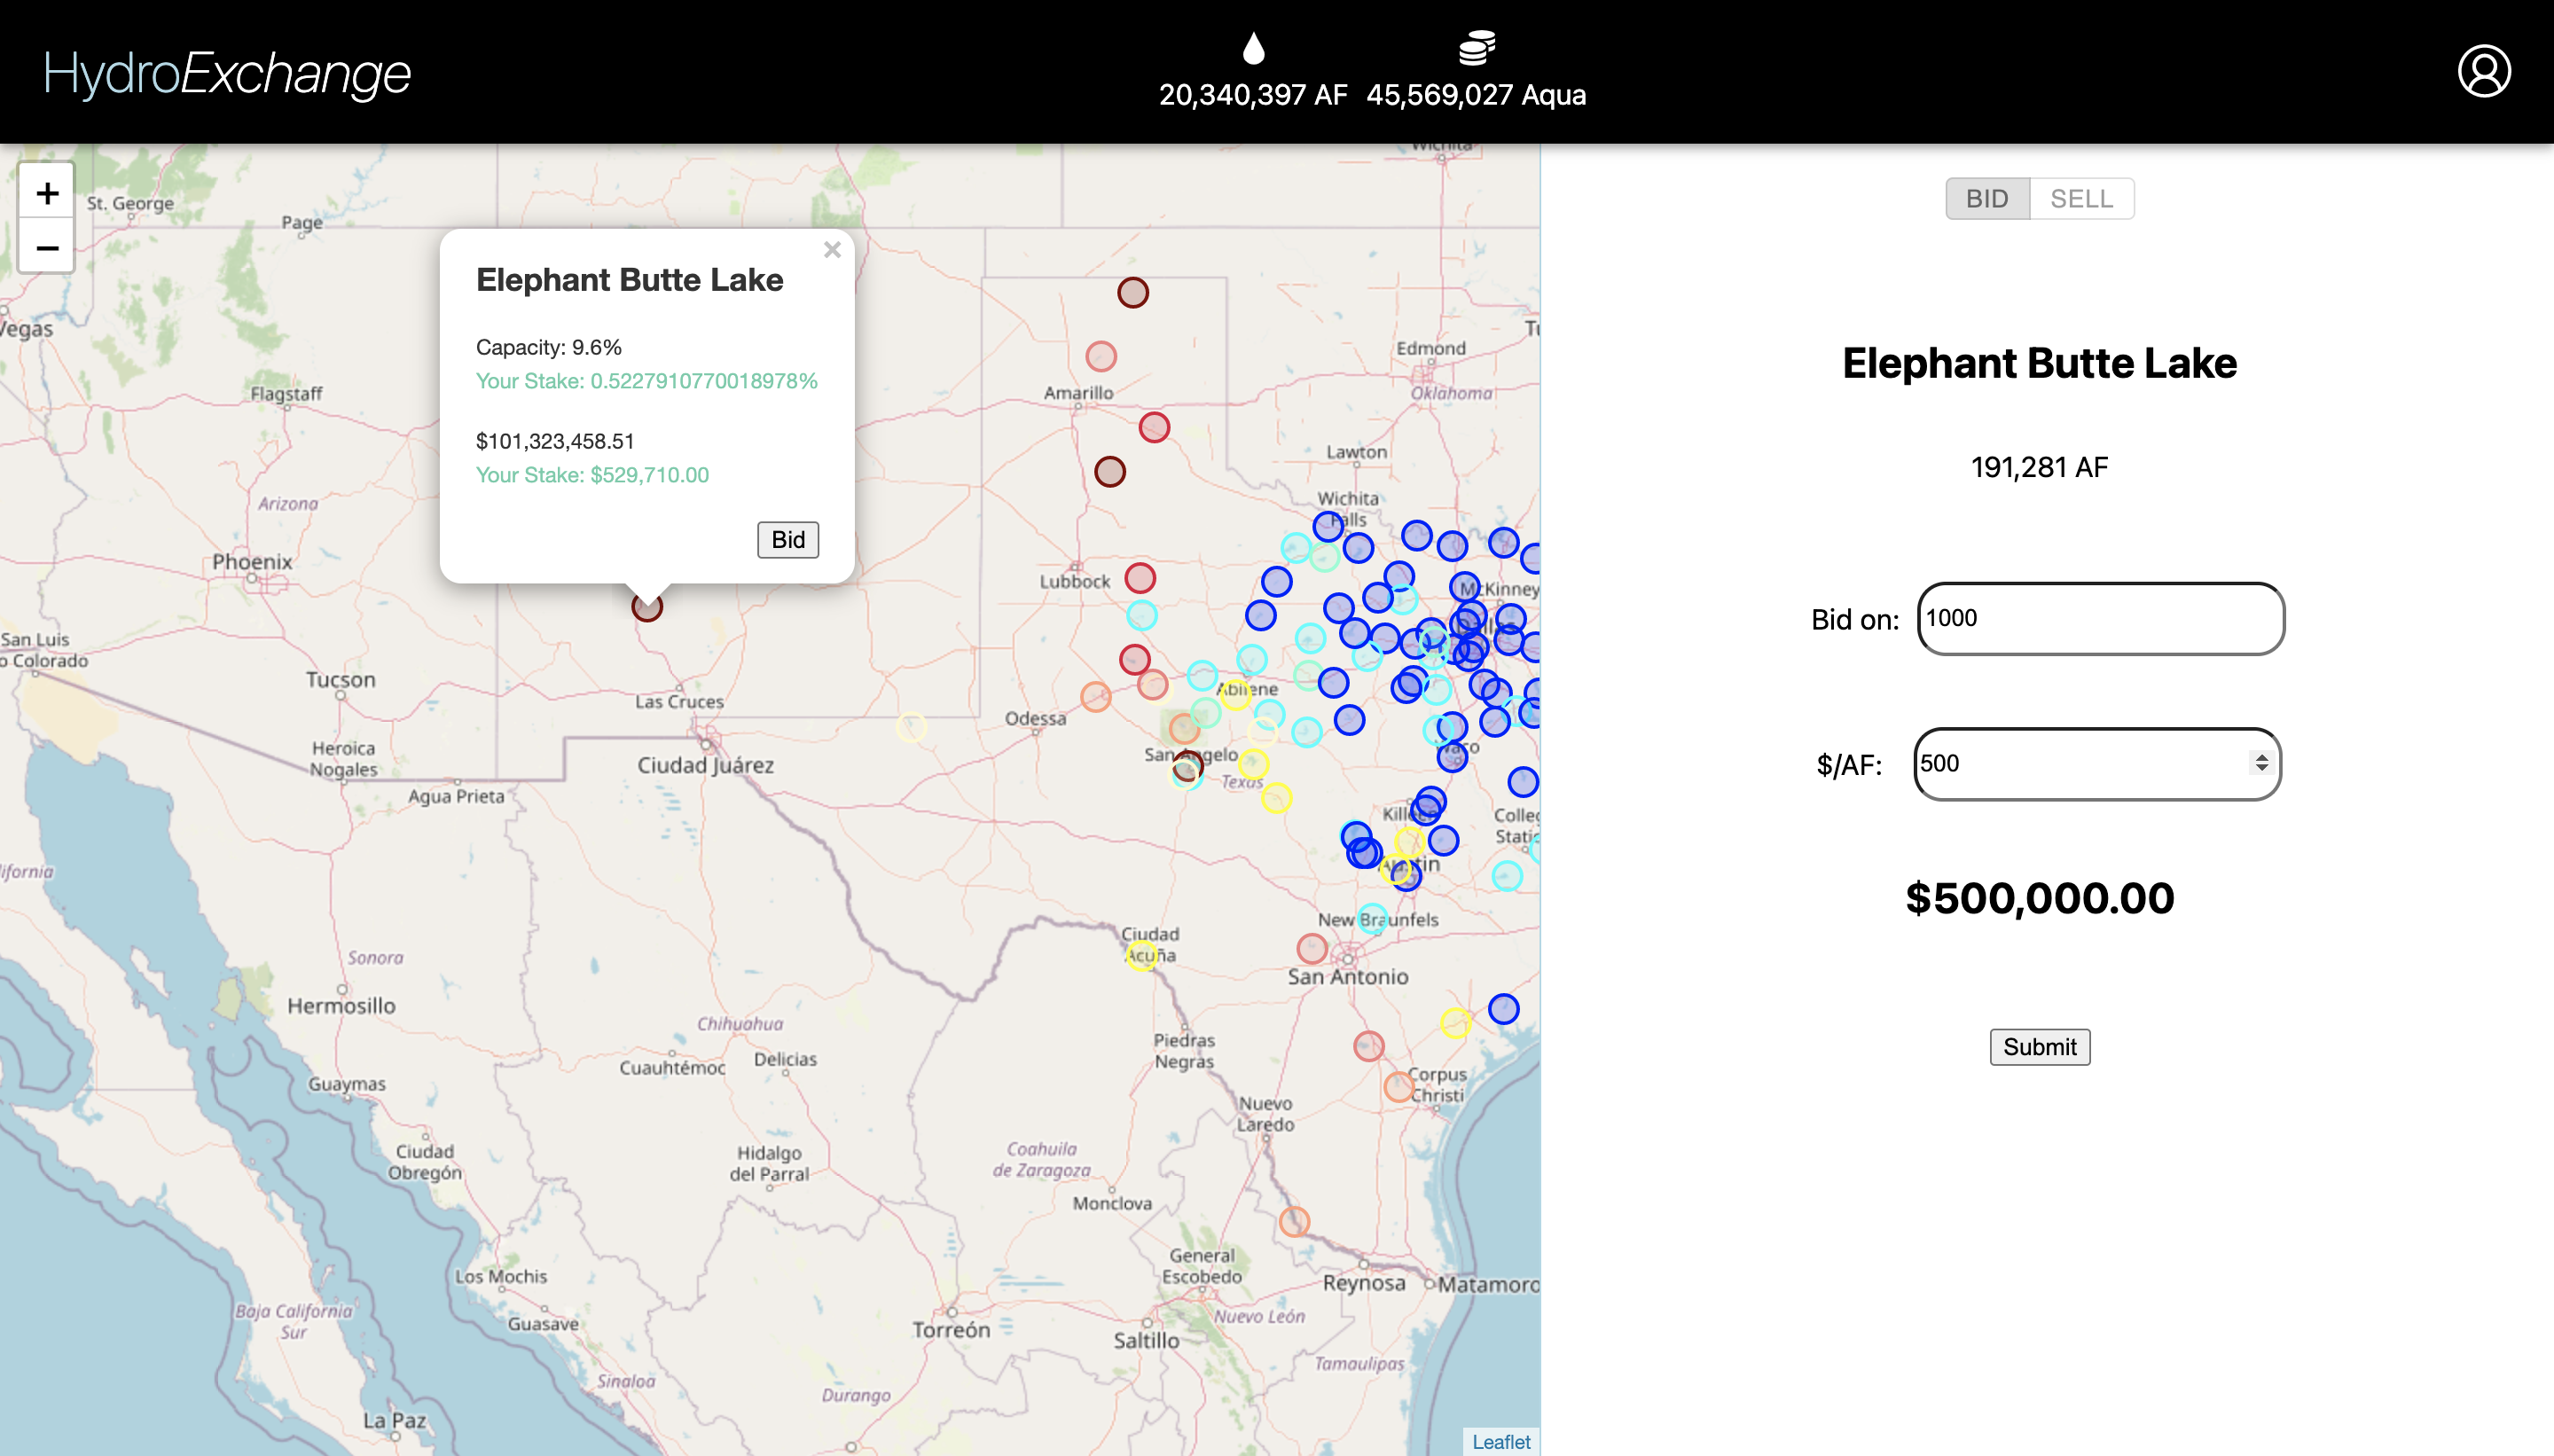 HydroExchange
20,340,397 AF
45,569,027 Aqua
+
−
Wichita
St. George
Page
Vegas
Flagstaff
Arizona
Phoenix
San Luis
o Colorado
Tucson
Heroica
Nogales
Agua Prieta
Las Cruces
Ciudad Juárez
Amarillo
Edmond
Oklahoma
Lawton
Wichita
Falls
Lubbock
McKinney
Dallas
Odessa
Abilene
San Angelo
Texas
Waco
Killeen
Colleg
Statio
Austin
New Braunfels
San Antonio
Ciudad
Acuña
ifornia
Sonora
Hermosillo
Chihuahua
Cuauhtémoc
Delicias
Piedras
Negras
Guaymas
Corpus
Christi
Nuevo
Laredo
Ciudad
Obregón
Hidalgo
del Parral
Coahuila
de Zaragoza
Monclova
Los Mochis
General
Escobedo
Reynosa
Matamoro
Baja California
Sur
Guasave
Torreón
Nuevo León
Saltillo
Tamaulipas
Sinaloa
Durango
La Paz
Leaflet
×
Elephant Butte Lake
Capacity: 9.6%
Your Stake: 0.5227910770018978%
$101,323,458.51
Your Stake: $529,710.00
Bid
BID
SELL
Elephant Butte Lake
191,281 AF
Bid on: 1000
$/AF: 500
$500,000.00
Submit